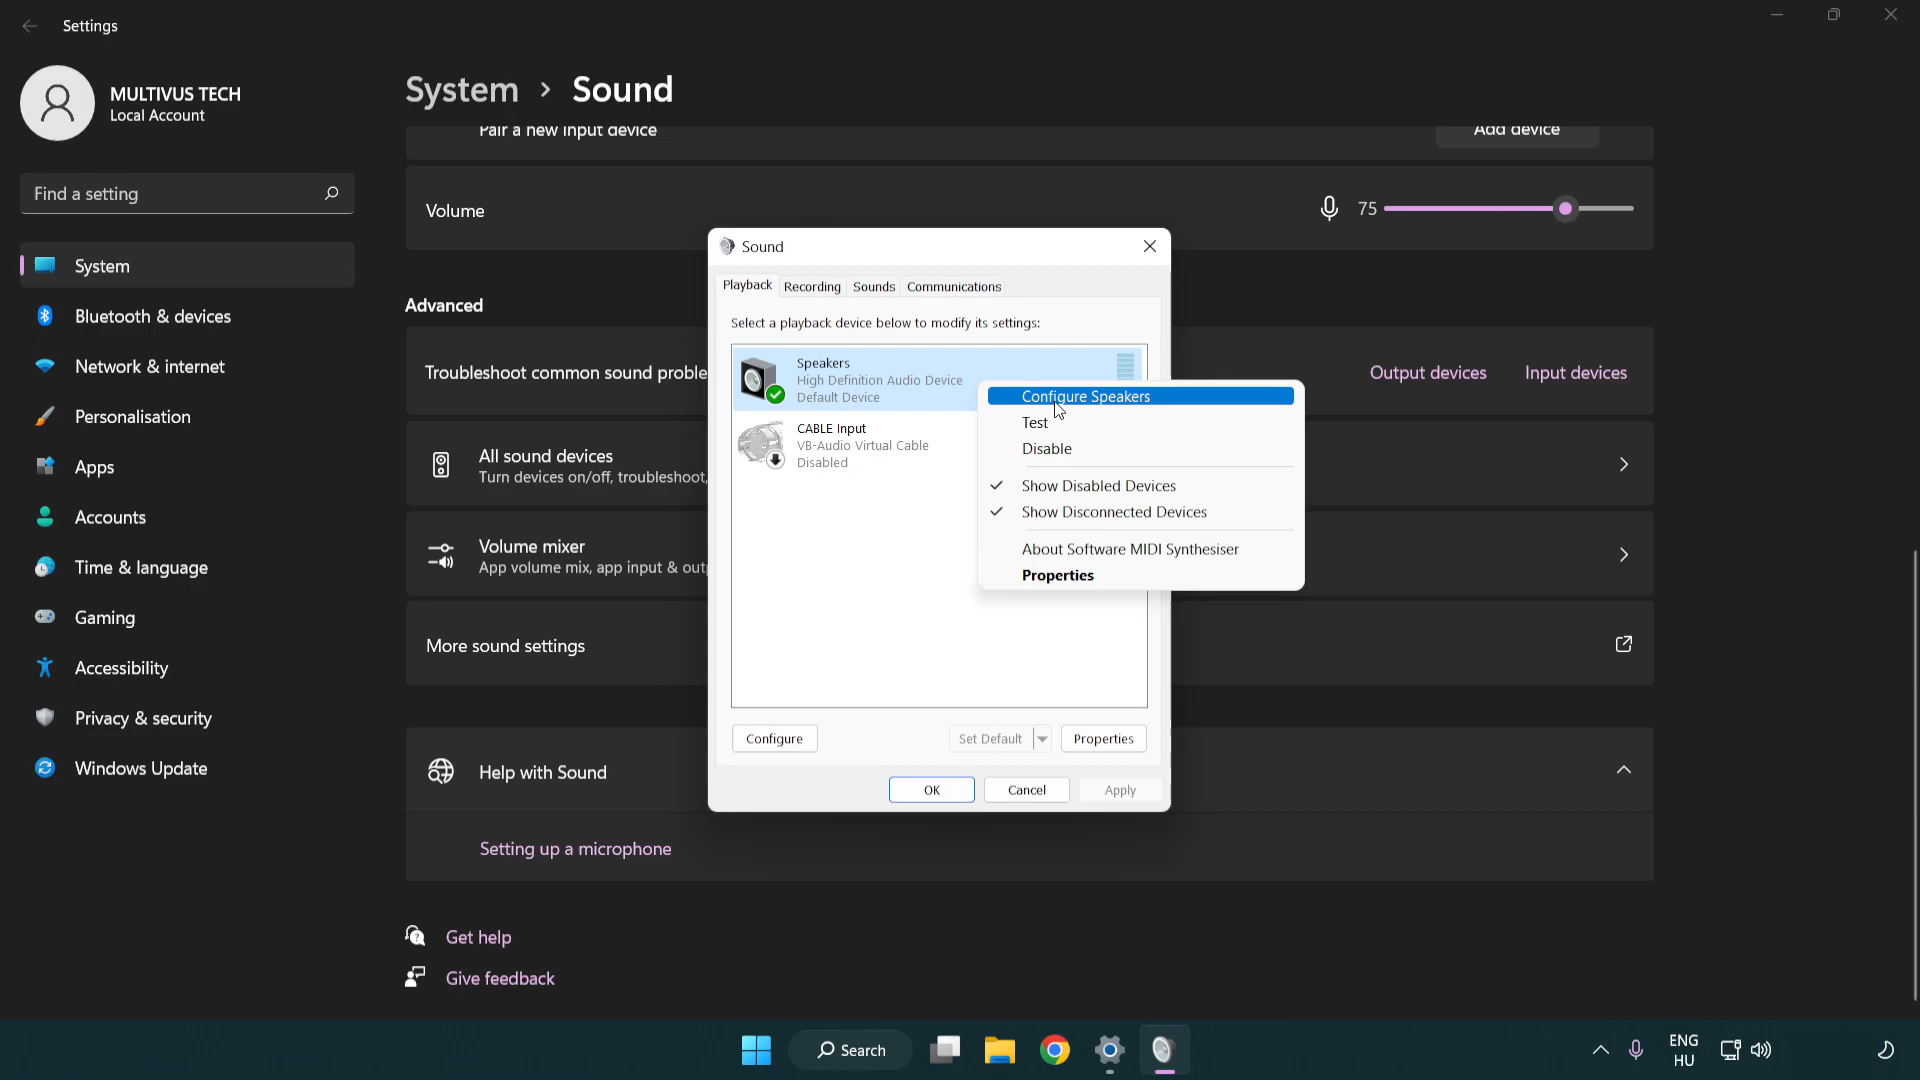 Settings
MULTIVUS TECH
Local Account
Find a setting
System
Bluetooth & devices
Network & internet
Personalisation
Apps
Accounts
Time & language
Gaming
Accessibility
Privacy & security
Windows Update
System › Sound
Pair a new input device
Add device
Volume
75
Advanced
Troubleshoot common sound proble
Output devices
Input devices
All sound devices
Turn devices on/off, troubleshoot,
Volume mixer
App volume mix, app input & out
More sound settings
Help with Sound
Setting up a microphone
Get help
Give feedback
Sound
Playback
Recording
Sounds
Communications
Select a playback device below to modify its settings:
Speakers
High Definition Audio Device
Default Device
CABLE Input
VB-Audio Virtual Cable
Disabled
Configure Speakers
Test
Disable
Show Disabled Devices
Show Disconnected Devices
About Software MIDI Synthesiser
Properties
Configure
Set Default
Properties
OK
Cancel
Apply
Search
ENG
HU